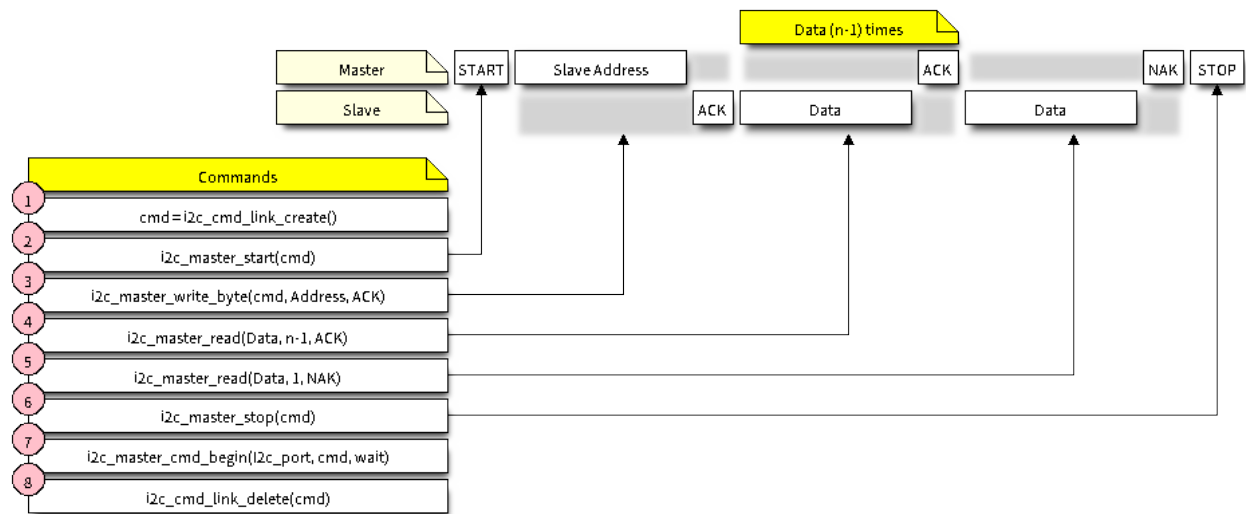 Data (n-1) times
Master START Slave Address ACK NAK STOP
Slave ACK Data Data
Commands
1
cmd=i2c_cmd_link_create()
2
i2c_master_start(cmd)
3
i2c_master_write_byte(cmd, Address, ACK)
4
i2c_master_read(Data, n-1, ACK)
5
i2c_master_read(Data, 1, NAK)
6
i2c_master_stop(cmd)
7
i2c_master_cmd_begin(I2c_port, cmd, wait)
8
i2c_cmd_link_delete(cmd)